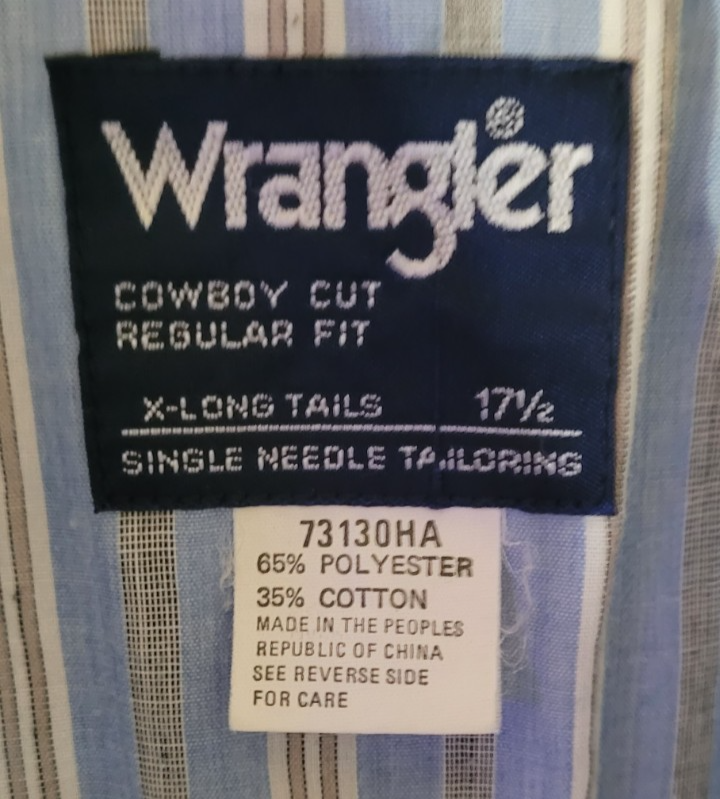 Wrangler
COWBOY CUT
REGULAR FIT
X-LONG TAILS 17½
SINGLE NEEDLE TAILORING
73130HA
65% POLYESTER
35% COTTON
MADE IN THE PEOPLES
REPUBLIC OF CHINA
SEE REVERSE SIDE
FOR CARE